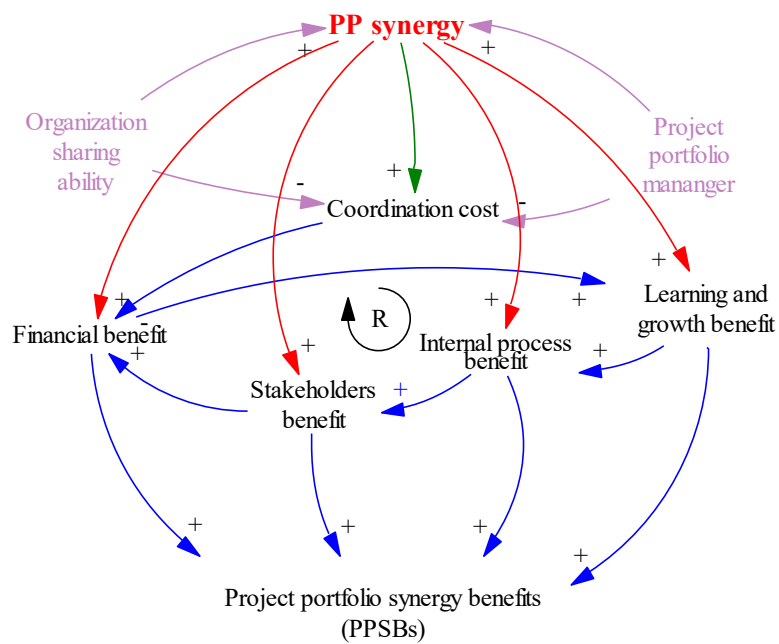 PP synergy
+
+
Organization
sharing
ability
Project
portfolio
mananger
+
-
-
Coordination cost
+
Learning and
growth benefit
+
+
+
+
-
Financial benefit
+
R
Internal process
benefit
+
+
+
Stakeholders
benefit
+
+
+
+
Project portfolio synergy benefits
(PPSBs)